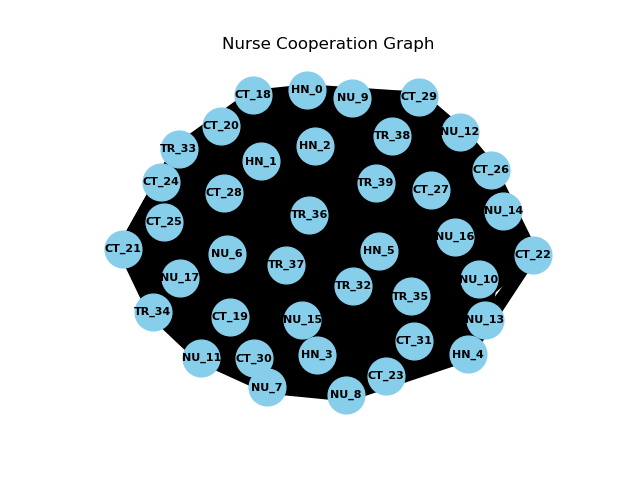 Nurse Cooperation Graph
CT_18
HN_0
NU_9
CT_29
CT_20
NU_12
TR_38
HN_2
TR_33
HN_1
CT_26
CT_24
TR_39
CT_27
CT_28
NU_14
TR_36
CT_25
NU_16
CT_21
HN_5
NU_6
CT_22
TR_37
NU_17
NU_10
TR_32
TR_35
TR_34
CT_19
NU_15
NU_13
CT_31
HN_4
HN_3
NU_11
CT_30
CT_23
NU_7
NU_8